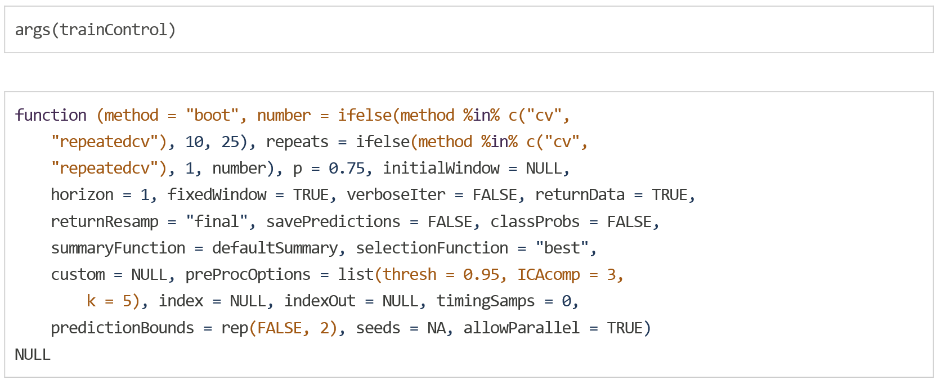 args(trainControl)
function (method = "boot", number = ifelse(method %in% c("cv",
    "repeatedcv"), 10, 25), repeats = ifelse(method %in% c("cv",
    "repeatedcv"), 1, number), p = 0.75, initialWindow = NULL,
    horizon = 1, fixedWindow = TRUE, verboseIter = FALSE, returnData = TRUE,
    returnResamp = "final", savePredictions = FALSE, classProbs = FALSE,
    summaryFunction = defaultSummary, selectionFunction = "best",
    custom = NULL, preProcOptions = list(thresh = 0.95, ICAcomp = 3,
        k = 5), index = NULL, indexOut = NULL, timingSamps = 0,
    predictionBounds = rep(FALSE, 2), seeds = NA, allowParallel = TRUE)
NULL